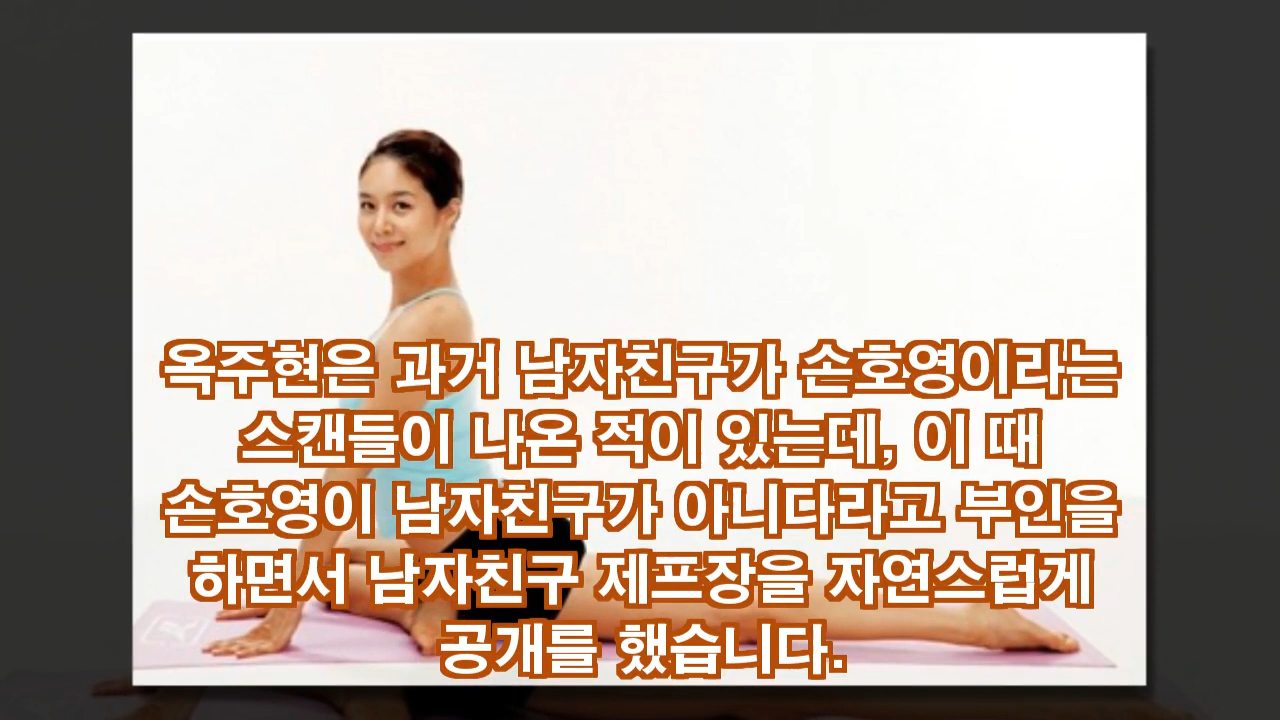 옥주현은 과거 남자친구가 손호영이라는
스캔들이 나온 적이 있는데, 이 때
손호영이 남자친구가 아니다라고 부인을
하면서 남자친구 제프장을 자연스럽게
공개를 했습니다.